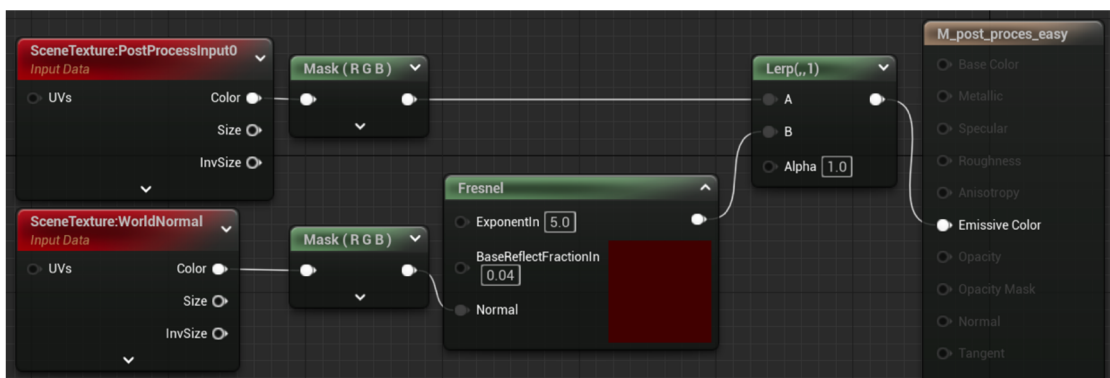 SceneTexture:PostProcessInput0
Input Data
UVs Color
Size
InvSize
Mask ( R G B )
SceneTexture:WorldNormal
Input Data
UVs Color
Size
InvSize
Mask ( R G B )
Fresnel
ExponentIn 5.0
BaseReflectFractionIn
0.04
Normal
Lerp(,,1)
A
B
Alpha 1.0
M_post_proces_easy
Base Color
Metallic
Specular
Roughness
Anisotropy
Emissive Color
Opacity
Opacity Mask
Normal
Tangent